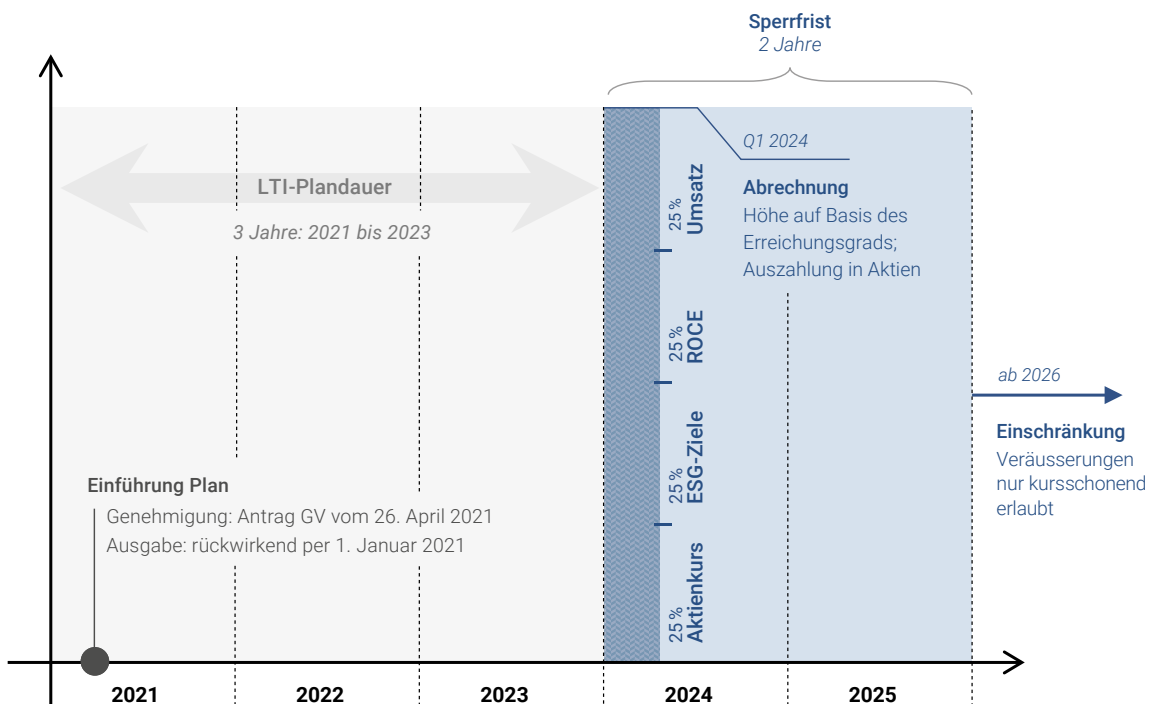 Sperrfrist
2 Jahre
Q1 2024
Abrechnung
Höhe auf Basis des
Erreichungsgrads;
Auszahlung in Aktien
LTI-Plandauer
3 Jahre: 2021 bis 2023
25 %
Umsatz
25 %
ROCE
25 %
ESG-Ziele
25 %
Aktienkurs
ab 2026
Einschränkung
Veräusserungen
nur kursschonend
erlaubt
Einführung Plan
Genehmigung: Antrag GV vom 26. April 2021
Ausgabe: rückwirkend per 1. Januar 2021
2021
2022
2023
2024
2025